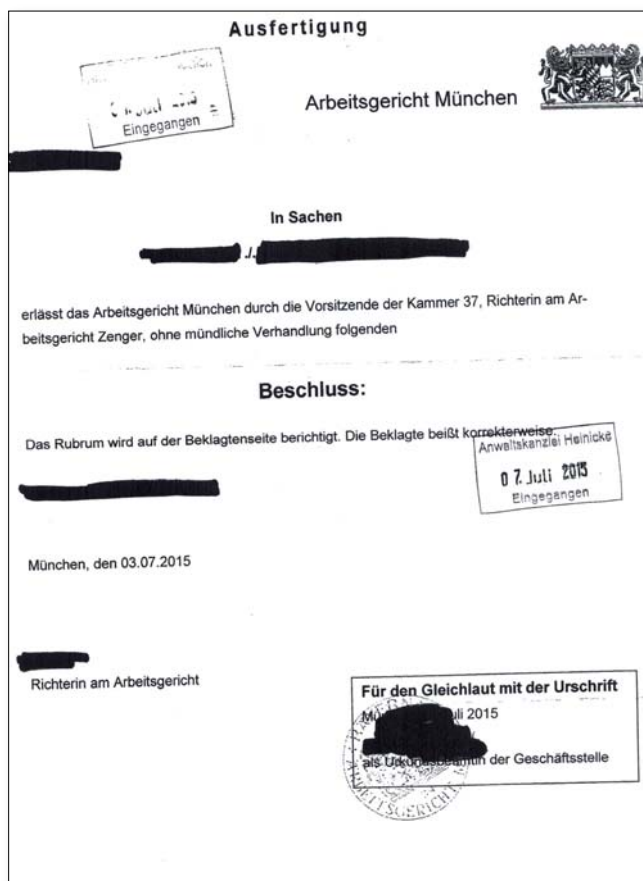 Ausfertigung
Eingegangen
Arbeitsgericht München
In Sachen
./.
erlässt das Arbeitsgericht München durch die Vorsitzende der Kammer 37, Richterin am Ar-
beitsgericht Zenger, ohne mündliche Verhandlung folgenden
Beschluss:
Das Rubrum wird auf der Beklagtenseite berichtigt. Die Beklagte beißt korrekterweise:
Anwaltskanzlei Heinicke
07. Juli 2015
Eingegangen
München, den 03.07.2015
Richterin am Arbeitsgericht
Für den Gleichlaut mit der Urschrift
uli 2015
als Urkundsbeamtin der Geschäftsstelle
ARBEITSGERICHT